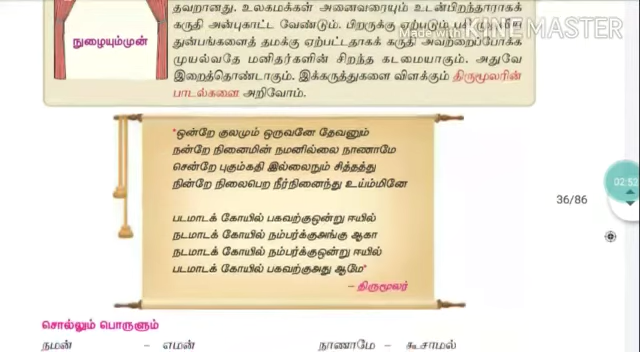 தவறானது. உலகமக்கள் அனைவரையும் உடன்பிறந்தாராகக்
கருதி அன்புகாட்ட வேண்டும். பிறருக்கு ஏற்படும்
Made with KINEMASTER
நுழையும்முன்
துன்பங்களைத் தமக்கு ஏற்பட்டதாகக் கருதி அவற்றைப்போக்க
முயல்வதே மனிதர்களின் சிறந்த கடமையாகும். அதுவே
இறைத்தொண்டாகும். இக்கருத்துகளை விளக்கும் திருமூலரின்
பாடல்களை அறிவோம்.
*ஒன்றே குலமும் ஒருவனே தேவனும்
நன்றே நினைமின் நமனில்லை நாணாமே
சென்றே புகும்கதி இல்லைநும் சித்தத்து
நின்றே நிலைபெற நீர்நினைந்து உய்ம்மினே
படமாடக் கோயில் பகவற்குஒன்று ஈயில்
நடமாடக் கோயில் நம்பர்க்குஅங்கு ஆகா
நடமாடக் கோயில் நம்பர்க்குஒன்று ஈயில்
படமாடக் கோயில் பகவற்குஅது ஆமே*
– திருமூலர்
36/86
02:52
சொல்லும் பொருளும்
நமன் – எமன் நாணாமே – கூசாமல்